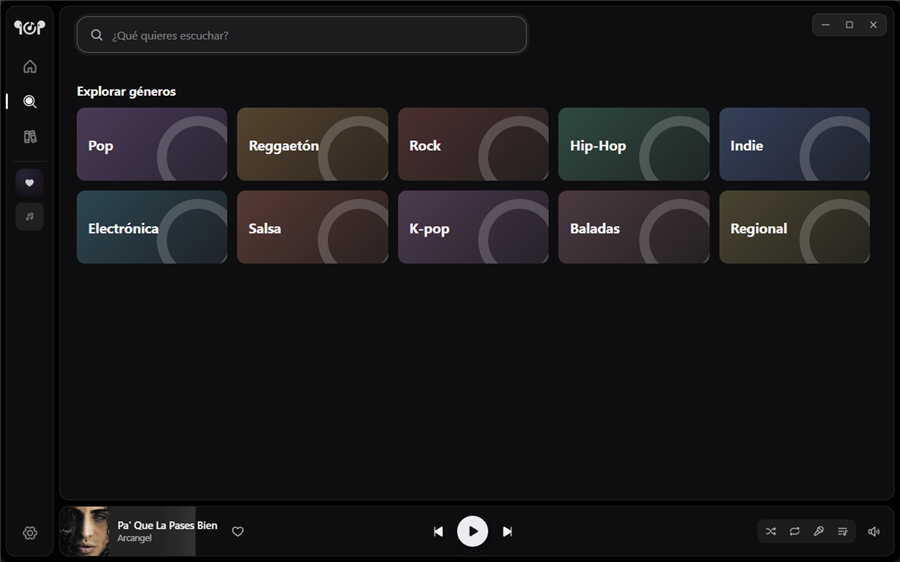 POP
¿Qué quieres escuchar?
Explorar géneros
Pop
Reggaetón
Rock
Hip-Hop
Indie
Electrónica
Salsa
K-pop
Baladas
Regional
Pa' Que La Pases Bien
Arcangel